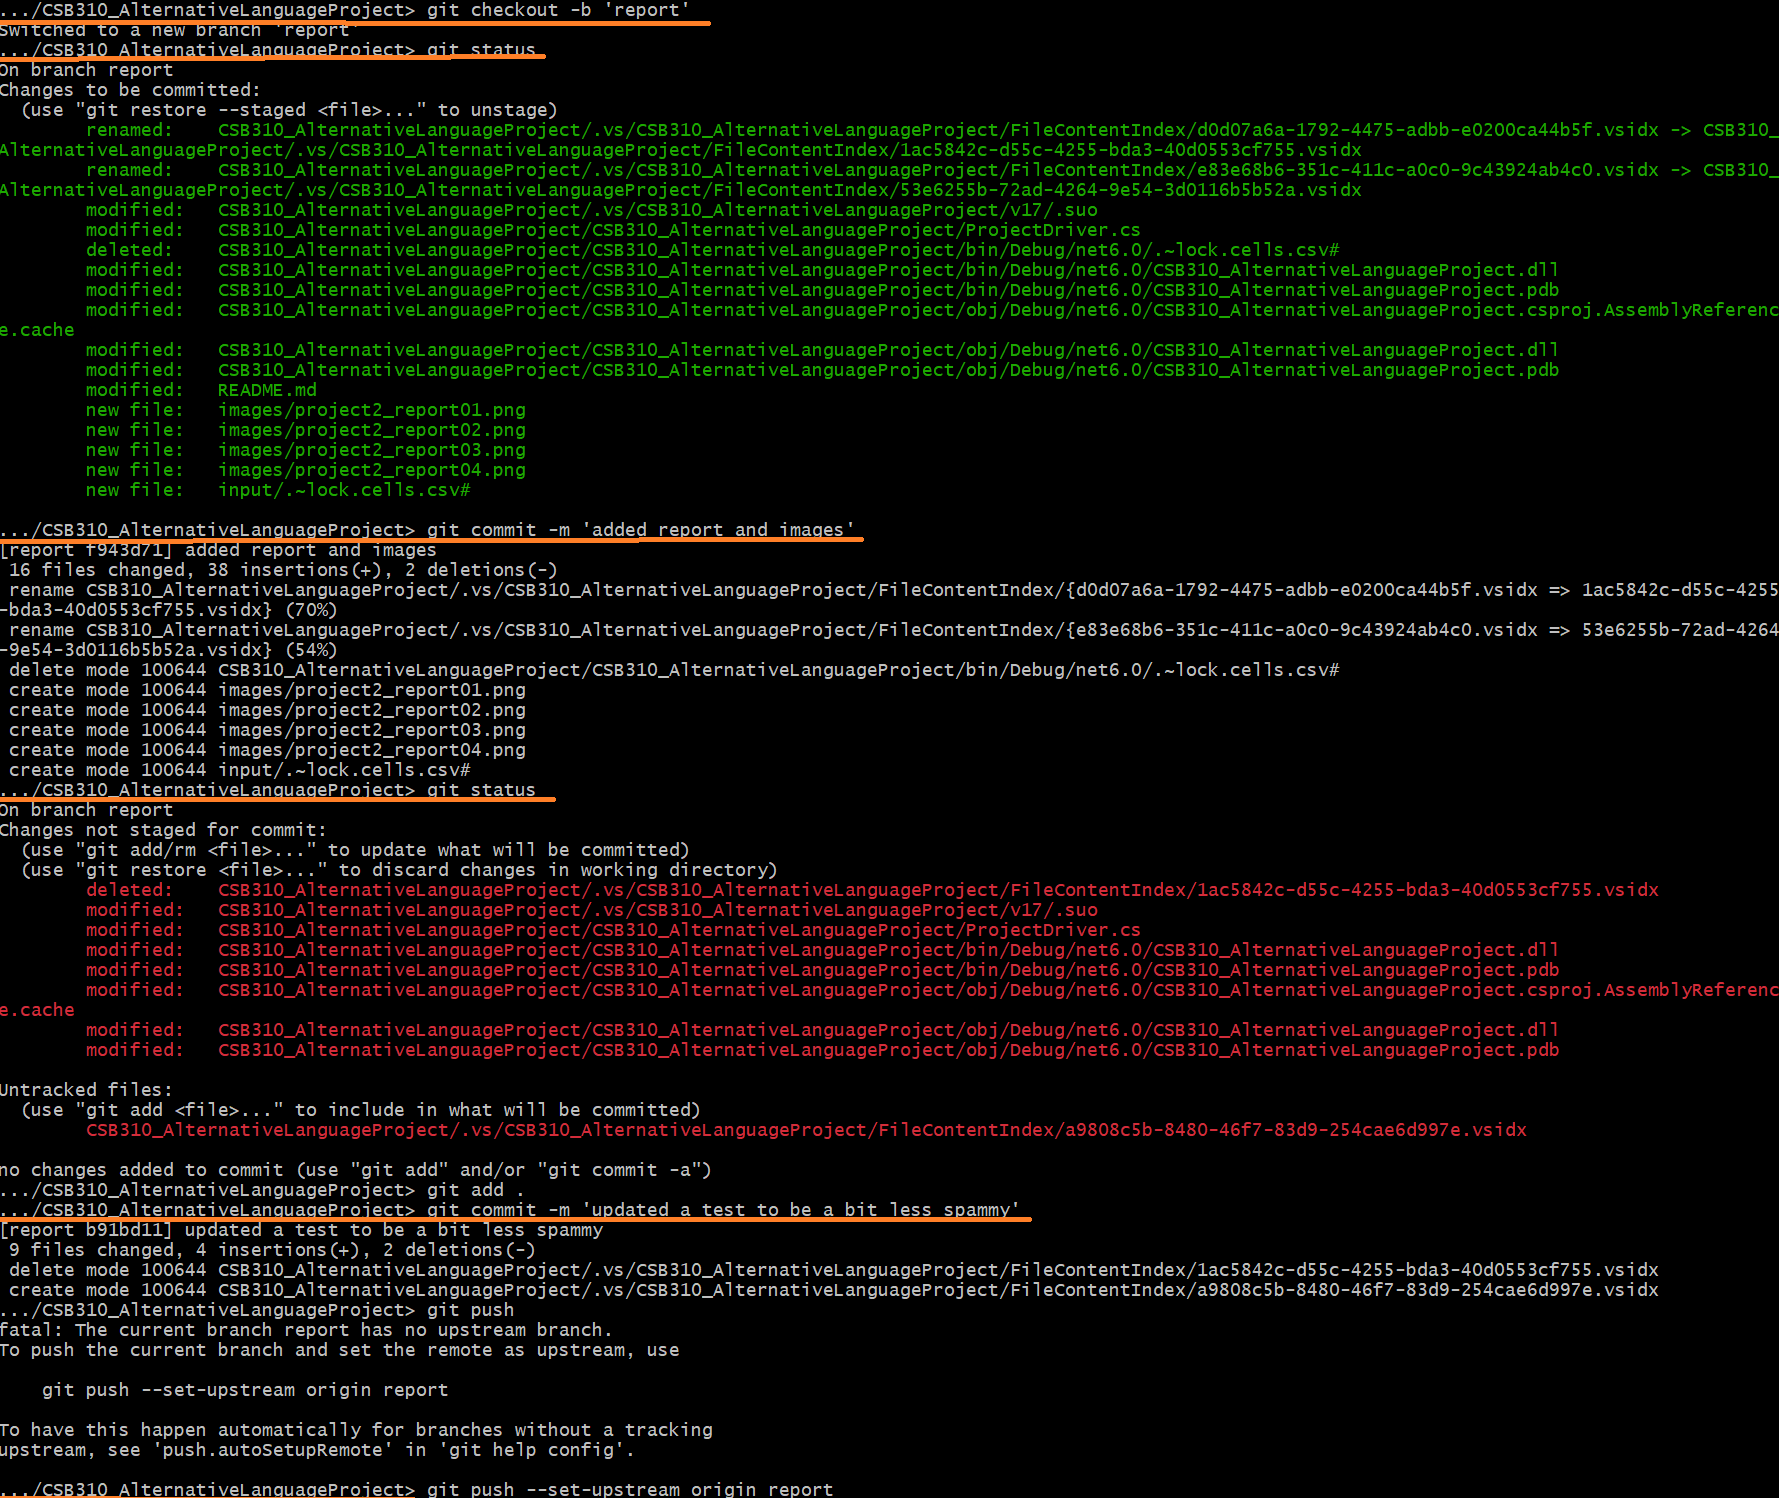 .../CSB310_AlternativeLanguageProject> git checkout -b 'report'
Switched to a new branch 'report'
.../CSB310_AlternativeLanguageProject> git status
On branch report
Changes to be committed:
  (use "git restore --staged <file>..." to unstage)
        renamed:    CSB310_AlternativeLanguageProject/.vs/CSB310_AlternativeLanguageProject/FileContentIndex/d0d07a6a-1792-4475-adbb-e0200ca44b5f.vsidx -> CSB310_
AlternativeLanguageProject/.vs/CSB310_AlternativeLanguageProject/FileContentIndex/1ac5842c-d55c-4255-bda3-40d0553cf755.vsidx
        renamed:    CSB310_AlternativeLanguageProject/.vs/CSB310_AlternativeLanguageProject/FileContentIndex/e83e68b6-351c-411c-a0c0-9c43924ab4c0.vsidx -> CSB310_
AlternativeLanguageProject/.vs/CSB310_AlternativeLanguageProject/FileContentIndex/53e6255b-72ad-4264-9e54-3d0116b5b52a.vsidx
        modified:   CSB310_AlternativeLanguageProject/.vs/CSB310_AlternativeLanguageProject/v17/.suo
        modified:   CSB310_AlternativeLanguageProject/ProjectDriver.cs
        deleted:    CSB310_AlternativeLanguageProject/bin/Debug/net6.0/.~lock.cells.csv#
        modified:   CSB310_AlternativeLanguageProject/bin/Debug/net6.0/CSB310_AlternativeLanguageProject.dll
        modified:   CSB310_AlternativeLanguageProject/bin/Debug/net6.0/CSB310_AlternativeLanguageProject.pdb
        modified:   CSB310_AlternativeLanguageProject/obj/Debug/net6.0/CSB310_AlternativeLanguageProject.csproj.AssemblyReferenc
e.cache
        modified:   CSB310_AlternativeLanguageProject/obj/Debug/net6.0/CSB310_AlternativeLanguageProject.dll
        modified:   CSB310_AlternativeLanguageProject/obj/Debug/net6.0/CSB310_AlternativeLanguageProject.pdb
        modified:   README.md
        new file:   images/project2_report01.png
        new file:   images/project2_report02.png
        new file:   images/project2_report03.png
        new file:   images/project2_report04.png
        new file:   input/.~lock.cells.csv#
.../CSB310_AlternativeLanguageProject> git commit -m 'added report and images'
[report f943d71] added report and images
 16 files changed, 38 insertions(+), 2 deletions(-)
 rename CSB310_AlternativeLanguageProject/.vs/CSB310_AlternativeLanguageProject/FileContentIndex/{d0d07a6a-1792-4475-adbb-e0200ca44b5f.vsidx => 1ac5842c-d55c-4255
-bda3-40d0553cf755.vsidx} (70%)
 rename CSB310_AlternativeLanguageProject/.vs/CSB310_AlternativeLanguageProject/FileContentIndex/{e83e68b6-351c-411c-a0c0-9c43924ab4c0.vsidx => 53e6255b-72ad-4264
-9e54-3d0116b5b52a.vsidx} (54%)
 delete mode 100644 CSB310_AlternativeLanguageProject/CSB310_AlternativeLanguageProject/bin/Debug/net6.0/.~lock.cells.csv#
 create mode 100644 images/project2_report01.png
 create mode 100644 images/project2_report02.png
 create mode 100644 images/project2_report03.png
 create mode 100644 images/project2_report04.png
 create mode 100644 input/.~lock.cells.csv#
.../CSB310_AlternativeLanguageProject> git status
On branch report
Changes not staged for commit:
  (use "git add/rm <file>..." to update what will be committed)
  (use "git restore <file>..." to discard changes in working directory)
        deleted:    CSB310_AlternativeLanguageProject/.vs/CSB310_AlternativeLanguageProject/FileContentIndex/1ac5842c-d55c-4255-bda3-40d0553cf755.vsidx
        modified:   CSB310_AlternativeLanguageProject/.vs/CSB310_AlternativeLanguageProject/v17/.suo
        modified:   CSB310_AlternativeLanguageProject/ProjectDriver.cs
        modified:   CSB310_AlternativeLanguageProject/bin/Debug/net6.0/CSB310_AlternativeLanguageProject.dll
        modified:   CSB310_AlternativeLanguageProject/bin/Debug/net6.0/CSB310_AlternativeLanguageProject.pdb
        modified:   CSB310_AlternativeLanguageProject/obj/Debug/net6.0/CSB310_AlternativeLanguageProject.csproj.AssemblyReferenc
e.cache
        modified:   CSB310_AlternativeLanguageProject/obj/Debug/net6.0/CSB310_AlternativeLanguageProject.dll
        modified:   CSB310_AlternativeLanguageProject/obj/Debug/net6.0/CSB310_AlternativeLanguageProject.pdb
Untracked files:
  (use "git add <file>..." to include in what will be committed)
        CSB310_AlternativeLanguageProject/.vs/CSB310_AlternativeLanguageProject/FileContentIndex/a9808c5b-8480-46f7-83d9-254cae6d997e.vsidx
no changes added to commit (use "git add" and/or "git commit -a")
.../CSB310_AlternativeLanguageProject> git add .
.../CSB310_AlternativeLanguageProject> git commit -m 'updated a test to be a bit less spammy'
[report b91bd11] updated a test to be a bit less spammy
 9 files changed, 4 insertions(+), 2 deletions(-)
 delete mode 100644 CSB310_AlternativeLanguageProject/.vs/CSB310_AlternativeLanguageProject/FileContentIndex/1ac5842c-d55c-4255-bda3-40d0553cf755.vsidx
 create mode 100644 CSB310_AlternativeLanguageProject/.vs/CSB310_AlternativeLanguageProject/FileContentIndex/a9808c5b-8480-46f7-83d9-254cae6d997e.vsidx
.../CSB310_AlternativeLanguageProject> git push
fatal: The current branch report has no upstream branch.
To push the current branch and set the remote as upstream, use
    git push --set-upstream origin report
To have this happen automatically for branches without a tracking
upstream, see 'push.autoSetupRemote' in 'git help config'.
.../CSB310_AlternativeLanguageProject> git push --set-upstream origin report